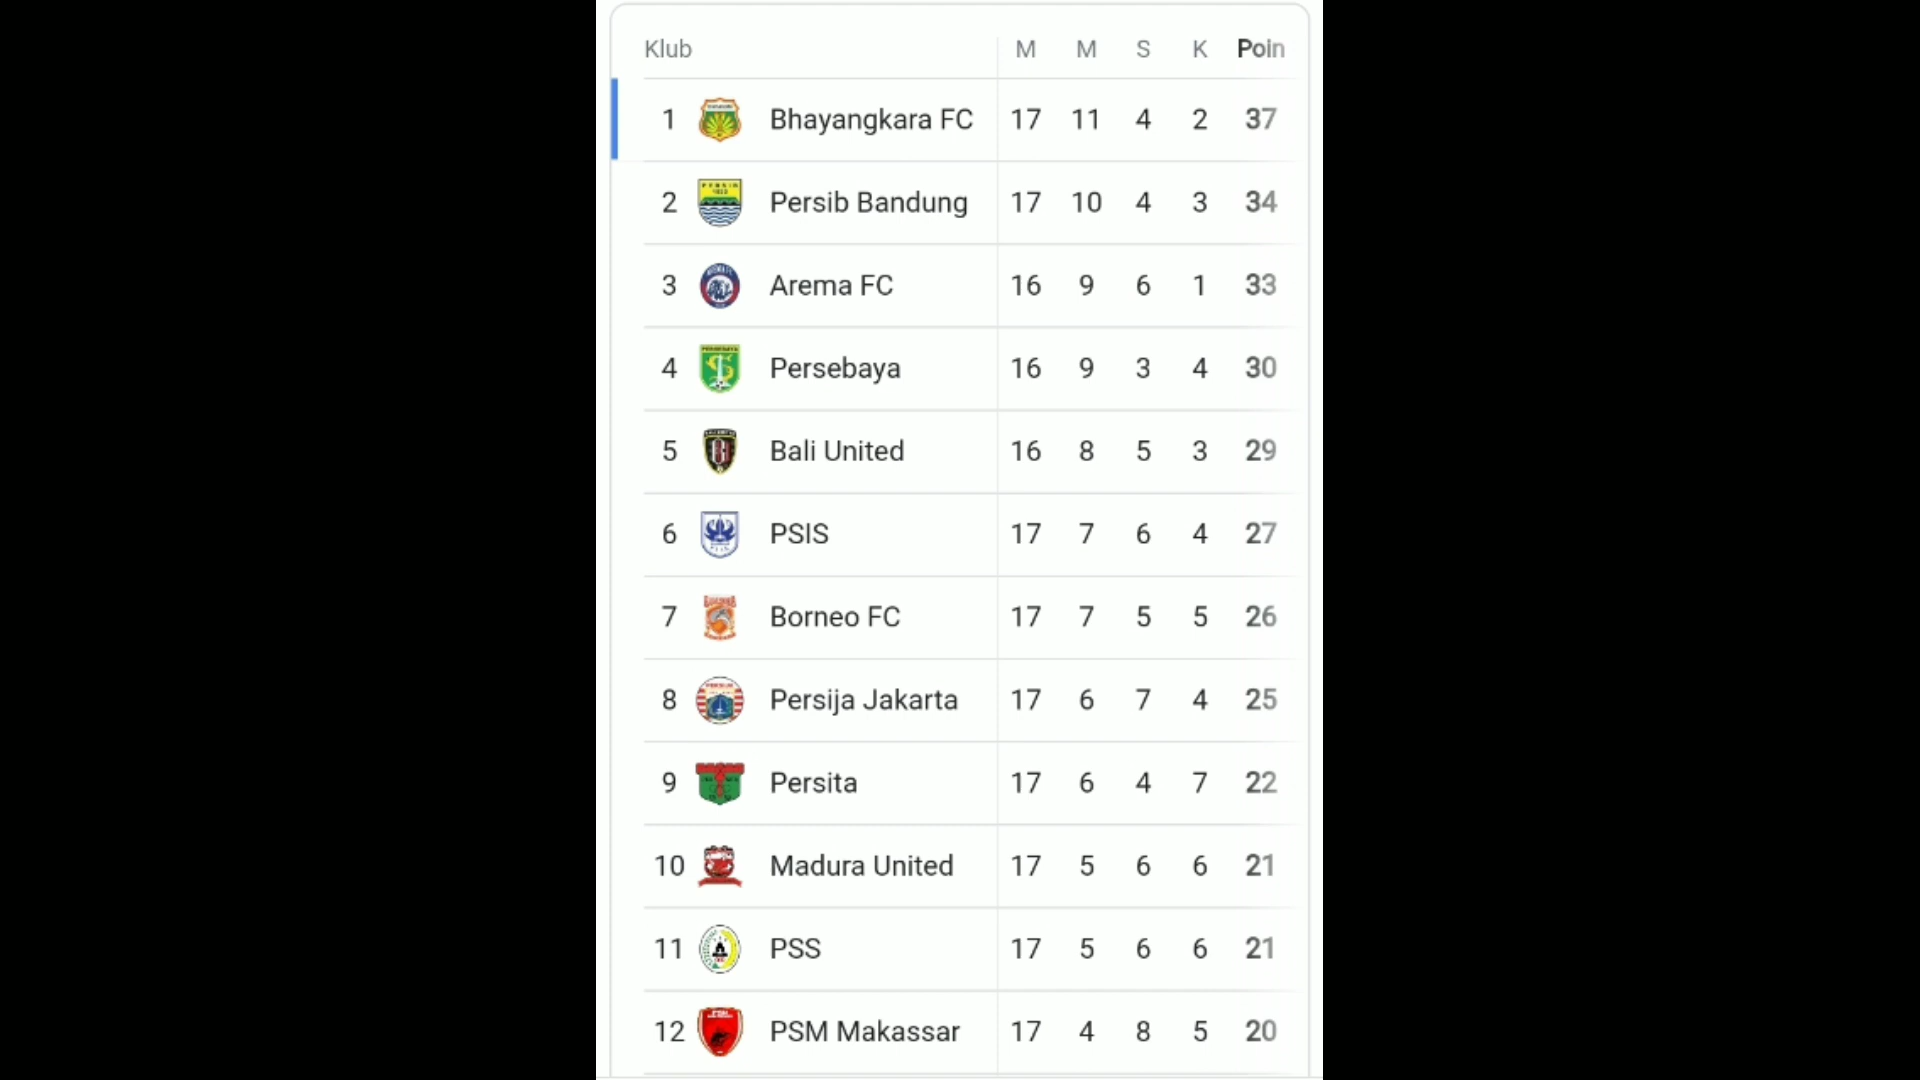 Klub M M S K Poin
1 Bhayangkara FC 17 11 4 2 37
2 PERSIB 1933 Persib Bandung 17 10 4 3 34
3 Arema FC 16 9 6 1 33
4 PERSEBAYA Persebaya 16 9 3 4 30
5 Bali United 16 8 5 3 29
6 PSIS 17 7 6 4 27
7 Borneo FC 17 7 5 5 26
8 Persija Jakarta 17 6 7 4 25
9 Persita 17 6 4 7 22
10 Madura United 17 5 6 6 21
11 PSS 17 5 6 6 21
12 PSM PSM Makassar 17 4 8 5 20